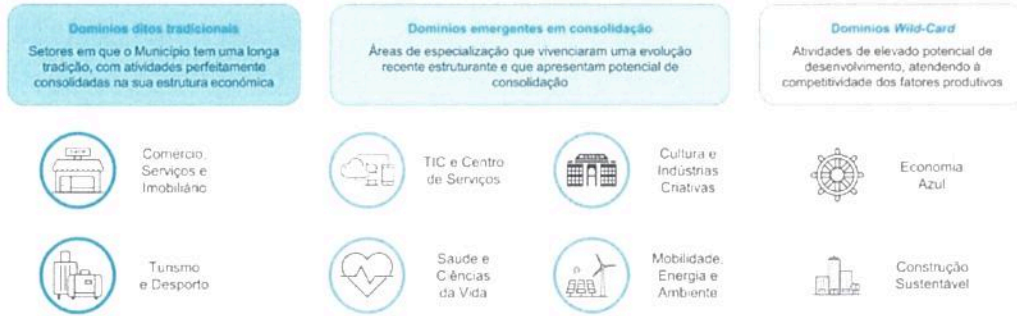 Domínios ditos tradicionais
Setores em que o Município tem uma longa
tradição, com atividades perfeitamente
consolidadas na sua estrutura económica
Domínios emergentes em consolidação
Áreas de especialização que vivenciaram uma evolução
recente estruturante e que apresentam potencial de
consolidação
Domínios Wild-Card
Atividades de elevado potencial de
desenvolvimento, atendendo à
competitividade dos fatores produtivos
Comércio,
Serviços e
Imobiliário
TIC e Centro
de Serviços
Cultura e
Indústrias
Criativas
Economia
Azul
Turismo
e Desporto
Saúde e
Ciências
da Vida
Mobilidade,
Energia e
Ambiente
Construção
Sustentável